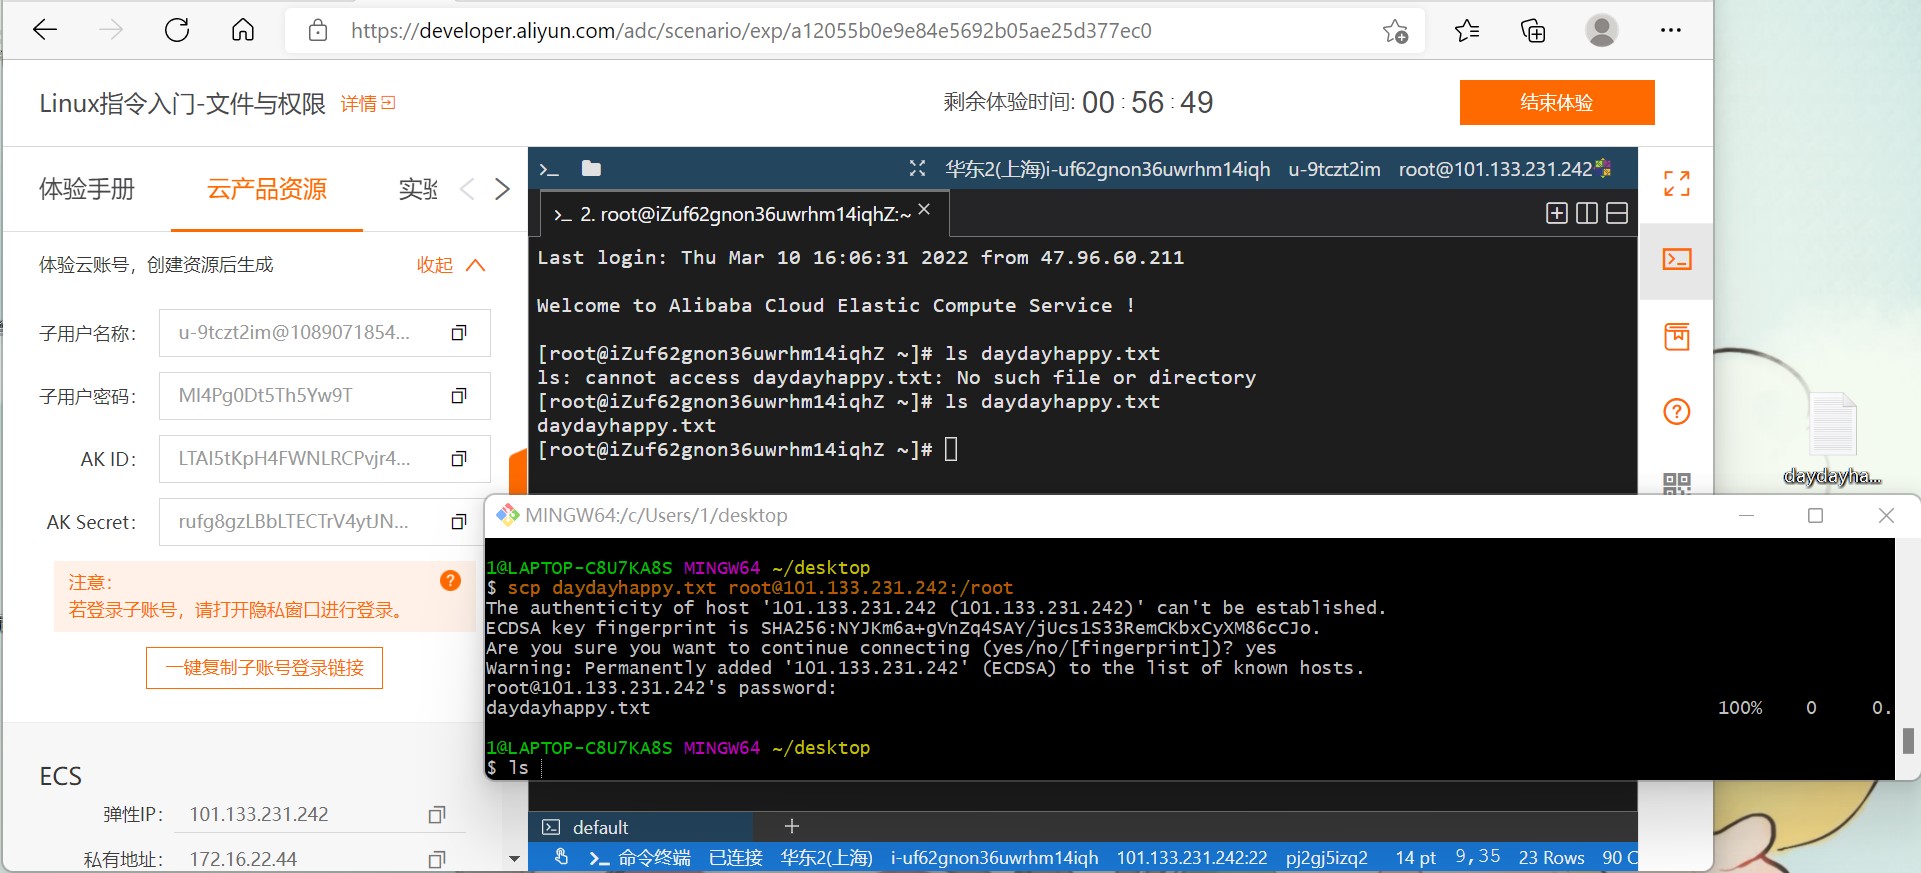 https://developer.aliyun.com/adc/scenario/exp/a12055b0e9e84e5692b05ae25d377ec0
Linux指令入门-文件与权限 详情
剩余体验时间: 00 : 56 : 49
结束体验
体验手册 云产品资源 实验
体验云账号，创建资源后生成 收起
子用户名称： u-9tczt2im@1089071854...
子用户密码： MI4Pg0Dt5Th5Yw9T
AK ID： LTAI5tKpH4FWNLRCPvjr4...
AK Secret： rufg8gzLBbLTECTrV4ytJN...
注意：
若登录子账号，请打开隐私窗口进行登录。
一键复制子账号登录链接
ECS
弹性IP： 101.133.231.242
私有地址： 172.16.22.44
华东2(上海)i-uf62gnon36uwrhm14iqh u-9tczt2im root@101.133.231.242
2. root@iZuf62gnon36uwrhm14iqhZ:~
Last login: Thu Mar 10 16:06:31 2022 from 47.96.60.211
Welcome to Alibaba Cloud Elastic Compute Service !
[root@iZuf62gnon36uwrhm14iqhZ ~]# ls daydayhappy.txt
ls: cannot access daydayhappy.txt: No such file or directory
[root@iZuf62gnon36uwrhm14iqhZ ~]# ls daydayhappy.txt
daydayhappy.txt
[root@iZuf62gnon36uwrhm14iqhZ ~]#
daydayha...
MINGW64:/c/Users/1/desktop
1@LAPTOP-C8U7KA8S MINGW64 ~/desktop
$ scp daydayhappy.txt root@101.133.231.242:/root
The authenticity of host '101.133.231.242 (101.133.231.242)' can't be established.
ECDSA key fingerprint is SHA256:NYJKm6a+gVnZq4SAY/jUcs1S33RemCKbxCyXM86cCJo.
Are you sure you want to continue connecting (yes/no/[fingerprint])? yes
Warning: Permanently added '101.133.231.242' (ECDSA) to the list of known hosts.
root@101.133.231.242's password:
daydayhappy.txt 100% 0 0.
1@LAPTOP-C8U7KA8S MINGW64 ~/desktop
$ ls
default
命令终端 已连接 华东2(上海) i-uf62gnon36uwrhm14iqh 101.133.231.242:22 pj2gj5izq2 14 pt 9,35 23 Rows 90 C